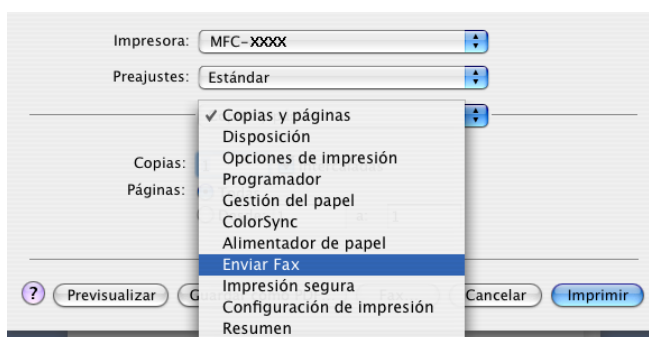 Impresora: MFC-XXXX
Preajustes: Estándar
✓ Copias y páginas
Disposición
Copias:
Opciones de impresión
Programador
Páginas:
Gestión del papel
a: 1
ColorSync
Alimentador de papel
Enviar Fax
Impresión segura
? Previsualizar Cancelar Imprimir
Configuración de impresión
Resumen